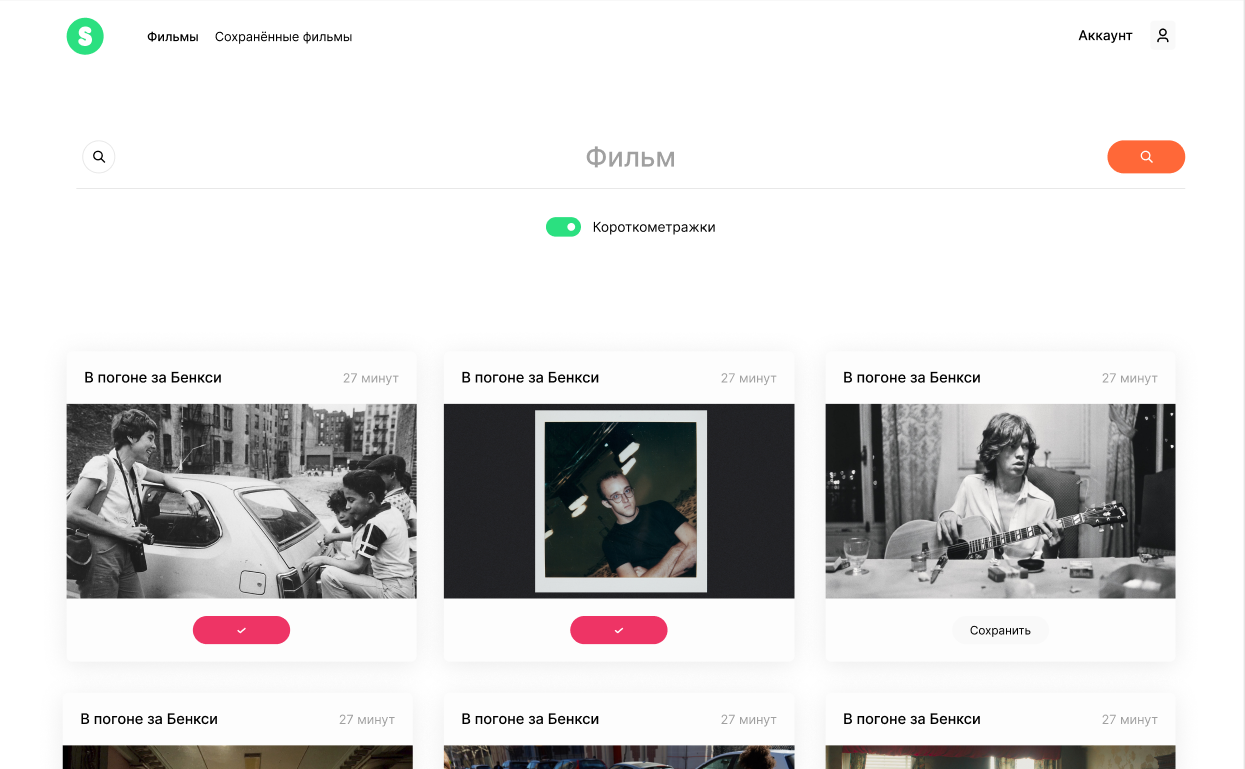 S
Фильмы Сохранённые фильмы Аккаунт
Фильм
Короткометражки
В погоне за Бенкси 27 минут
В погоне за Бенкси 27 минут
В погоне за Бенкси 27 минут
Сохранить
В погоне за Бенкси 27 минут
В погоне за Бенкси 27 минут
В погоне за Бенкси 27 минут